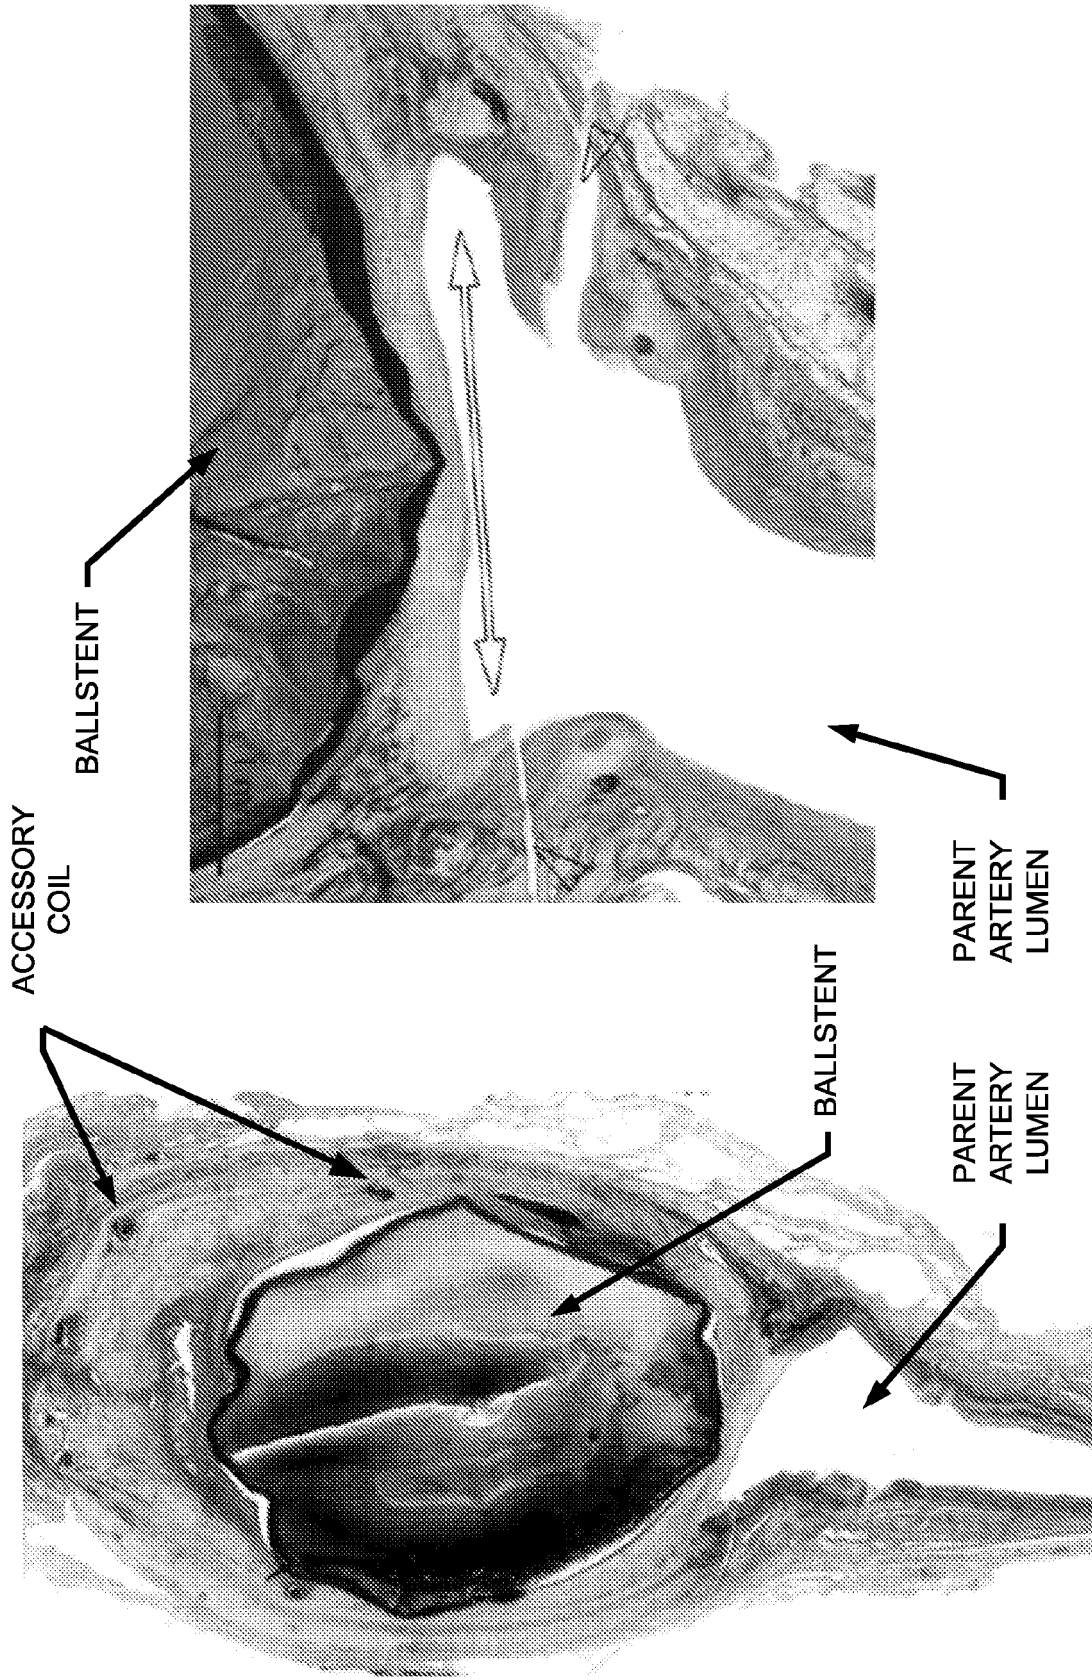 ACCESSORY
COIL
BALLSTENT
BALLSTENT
PARENT
ARTERY
LUMEN
PARENT
ARTERY
LUMEN